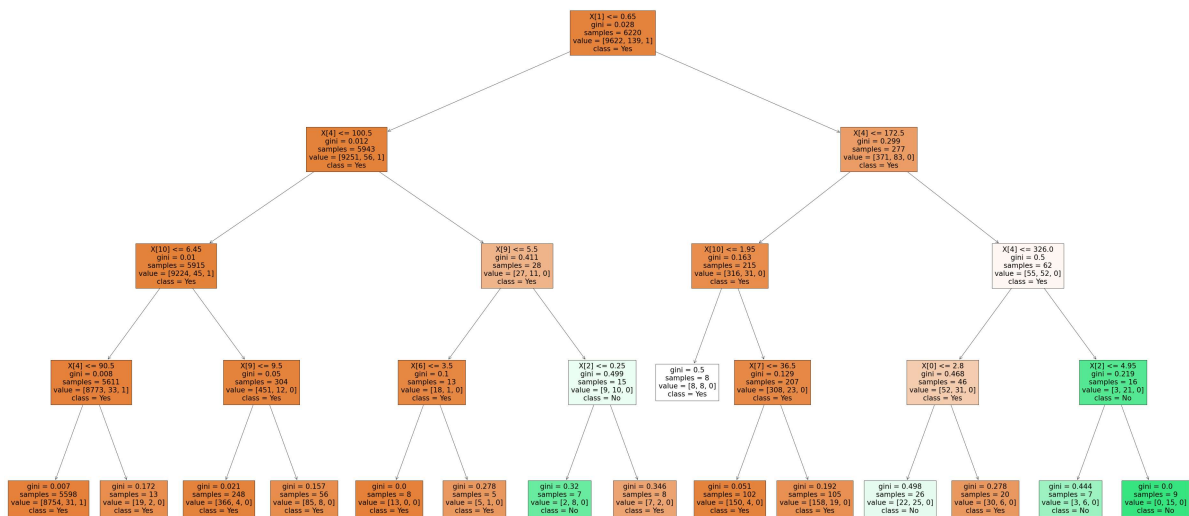 X[1] <= 0.65
gini = 0.028
samples = 6220
value = [9622, 139, 1]
class = Yes
X[4] <= 100.5
gini = 0.012
samples = 5943
value = [9251, 56, 1]
class = Yes
X[4] <= 172.5
gini = 0.299
samples = 277
value = [371, 83, 0]
class = Yes
X[10] <= 6.45
gini = 0.01
samples = 5915
value = [9224, 45, 1]
class = Yes
X[9] <= 5.5
gini = 0.411
samples = 28
value = [27, 11, 0]
class = Yes
X[10] <= 1.95
gini = 0.163
samples = 215
value = [316, 31, 0]
class = Yes
X[4] <= 326.0
gini = 0.5
samples = 62
value = [55, 52, 0]
class = Yes
X[4] <= 90.5
gini = 0.008
samples = 5611
value = [8773, 33, 1]
class = Yes
X[9] <= 9.5
gini = 0.05
samples = 304
value = [451, 12, 0]
class = Yes
X[6] <= 3.5
gini = 0.1
samples = 13
value = [18, 1, 0]
class = Yes
X[2] <= 0.25
gini = 0.499
samples = 15
value = [9, 10, 0]
class = No
gini = 0.5
samples = 8
value = [8, 8, 0]
class = Yes
X[7] <= 36.5
gini = 0.129
samples = 207
value = [308, 23, 0]
class = Yes
X[0] <= 2.8
gini = 0.468
samples = 46
value = [52, 31, 0]
class = Yes
X[2] <= 4.95
gini = 0.219
samples = 16
value = [3, 21, 0]
class = No
gini = 0.007
samples = 5598
value = [8754, 31, 1]
class = Yes
gini = 0.172
samples = 13
value = [19, 2, 0]
class = Yes
gini = 0.021
samples = 248
value = [366, 4, 0]
class = Yes
gini = 0.157
samples = 56
value = [85, 8, 0]
class = Yes
gini = 0.0
samples = 8
value = [13, 0, 0]
class = Yes
gini = 0.278
samples = 5
value = [5, 1, 0]
class = Yes
gini = 0.32
samples = 7
value = [2, 8, 0]
class = No
gini = 0.346
samples = 8
value = [7, 2, 0]
class = Yes
gini = 0.051
samples = 102
value = [150, 4, 0]
class = Yes
gini = 0.192
samples = 105
value = [158, 19, 0]
class = Yes
gini = 0.498
samples = 26
value = [22, 25, 0]
class = No
gini = 0.278
samples = 20
value = [30, 6, 0]
class = Yes
gini = 0.444
samples = 7
value = [3, 6, 0]
class = No
gini = 0.0
samples = 9
value = [0, 15, 0]
class = No